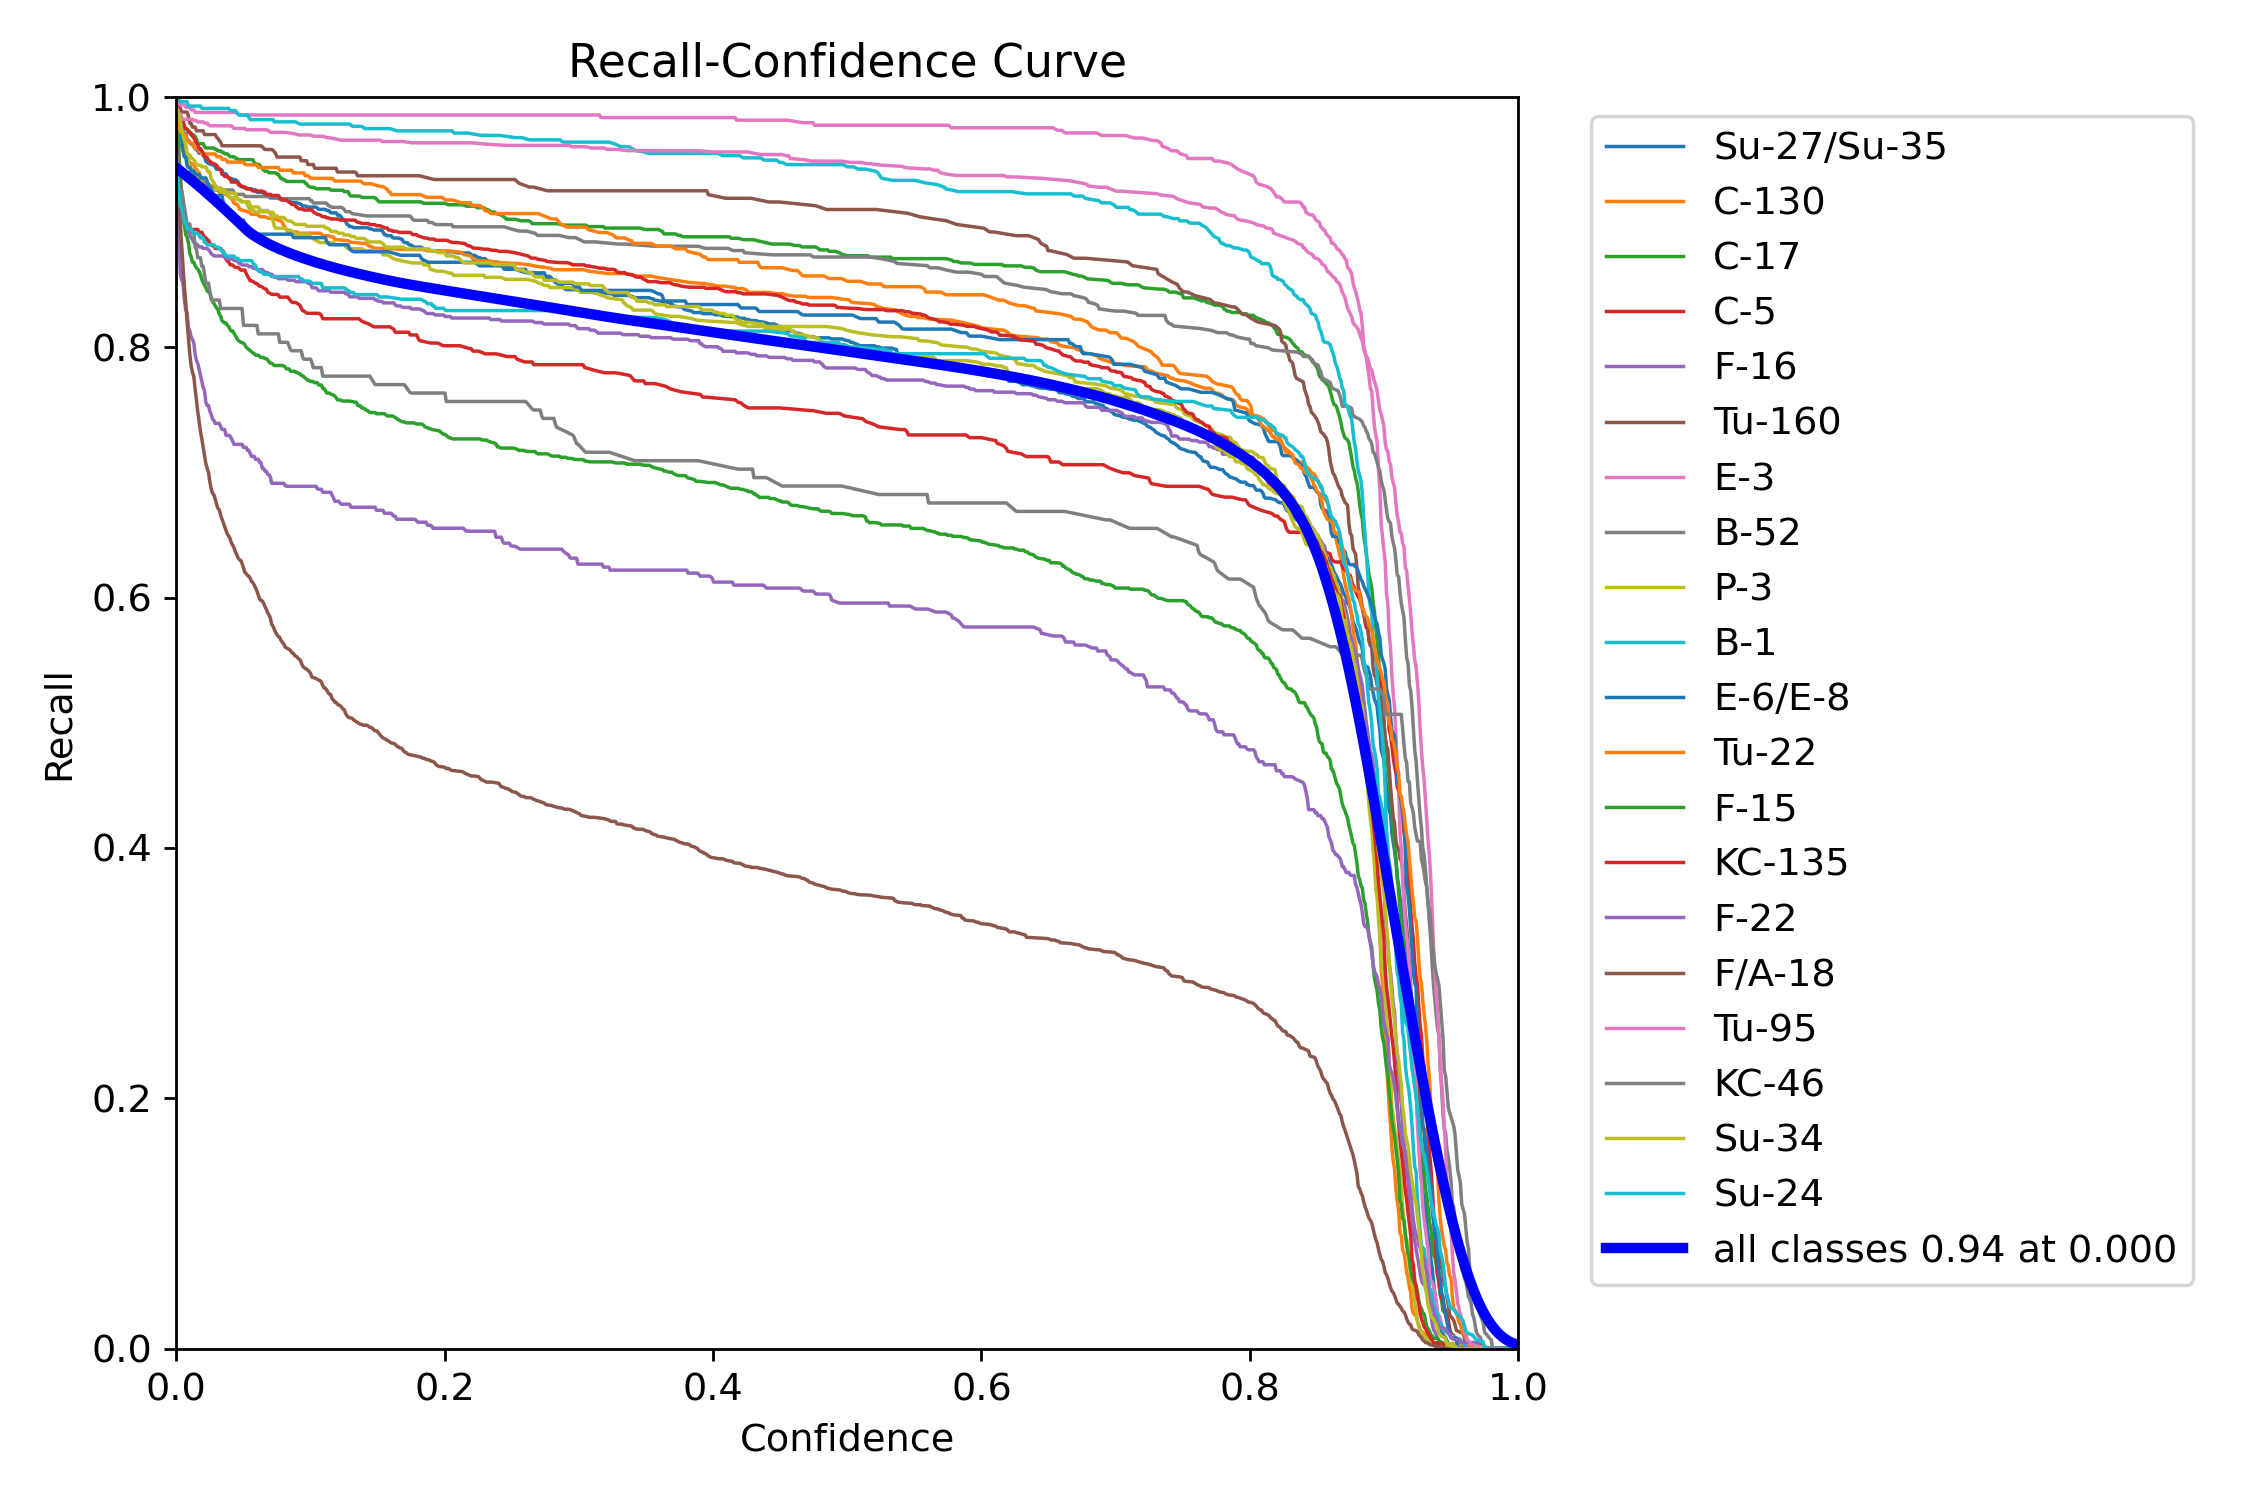 Recall-Confidence Curve
1.0
0.8
0.6
0.4
0.2
0.0
Recall
0.0 0.2 0.4 0.6 0.8 1.0
Confidence
Su-27/Su-35
C-130
C-17
C-5
F-16
Tu-160
E-3
B-52
P-3
B-1
E-6/E-8
Tu-22
F-15
KC-135
F-22
F/A-18
Tu-95
KC-46
Su-34
Su-24
all classes 0.94 at 0.000